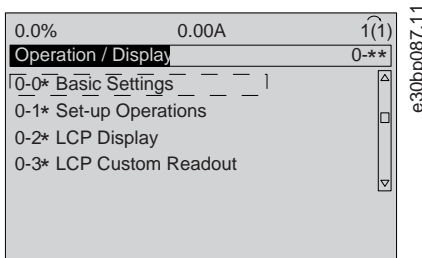 0.0% 0.00A 1(1)
Operation / Display 0-**
0-0* Basic Settings
0-1* Set-up Operations
0-2* LCP Display
0-3* LCP Custom Readout
e30bp087.11